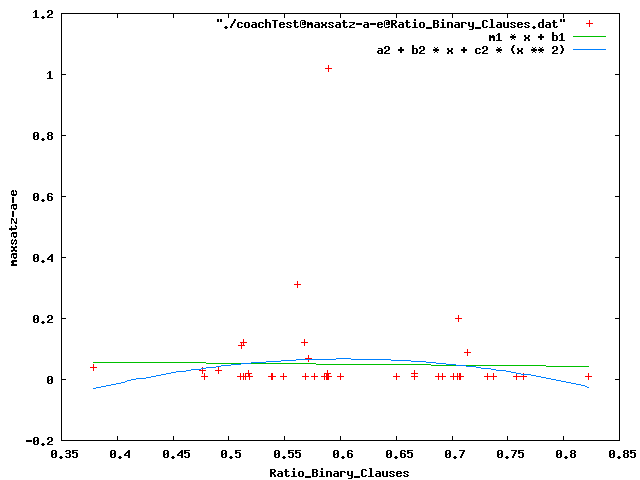 "./coachTest@maxsatz-a-e@Ratio_Binary_Clauses.dat"
m1 * x + b1
a2 + b2 * x + c2 * (x ** 2)
1.2
1
0.8
0.6
0.4
0.2
0
-0.2
maxsatz-a-e
0.35 0.4 0.45 0.5 0.55 0.6 0.65 0.7 0.75 0.8 0.85
Ratio_Binary_Clauses